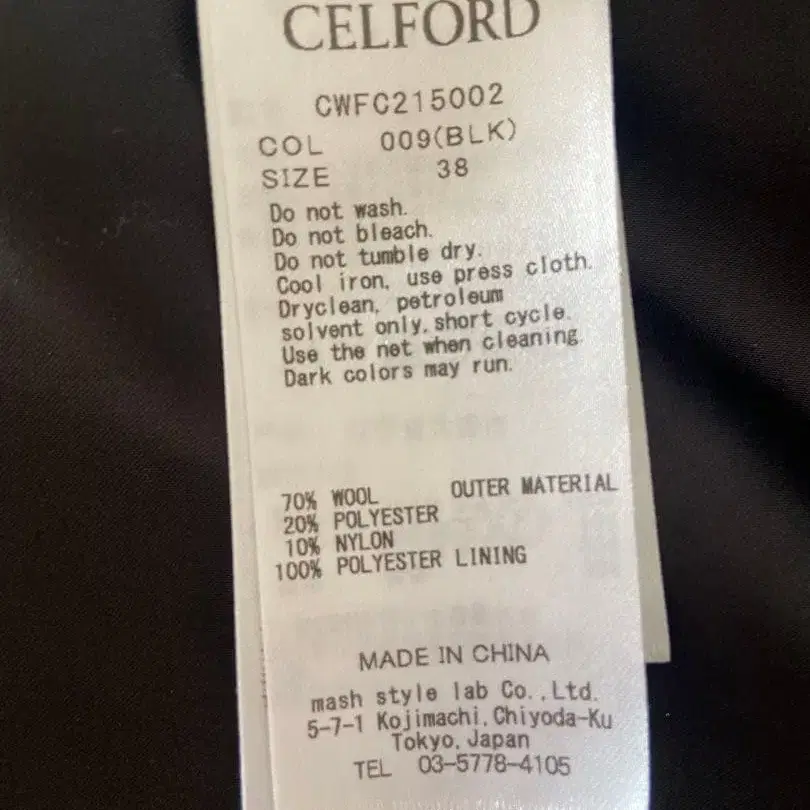 CELFORD
CWFC215002
COL 009(BLK)
SIZE 38
Do not wash.
Do not bleach.
Do not tumble dry.
Cool iron, use press cloth.
Dryclean, petroleum
solvent only, short cycle.
Use the net when cleaning.
Dark colors may run.
70% WOOL OUTER MATERIAL
20% POLYESTER
10% NYLON
100% POLYESTER LINING
MADE IN CHINA
mash style lab Co.,Ltd.
5-7-1 Kojimachi, Chiyoda-Ku
Tokyo, Japan
TEL 03-5778-4105